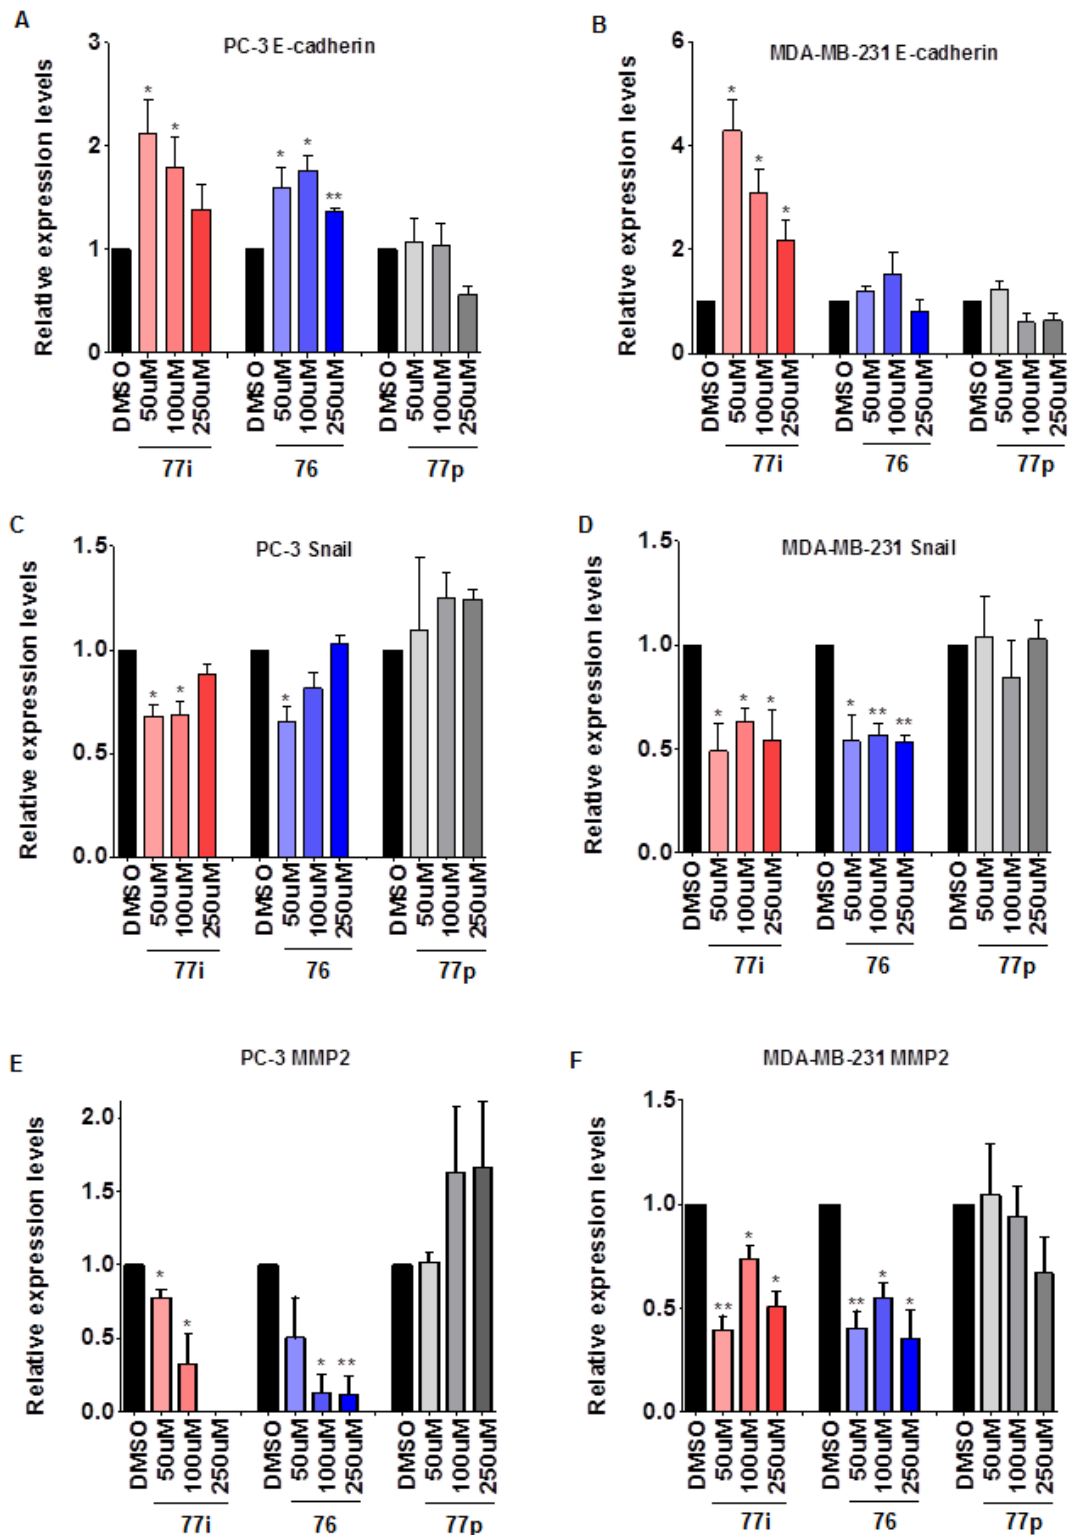 A
PC-3 E-cadherin
Relative expression levels
3
2
1
0
* * * * **
DMSO 50uM 100uM 250uM DMSO 50uM 100uM 250uM DMSO 50uM 100uM 250uM
77i 76 77p
B
MDA-MB-231 E-cadherin
Relative expression levels
6
4
2
0
* * *
DMSO 50uM 100uM 250uM DMSO 50uM 100uM 250uM DMSO 50uM 100uM 250uM
77i 76 77p
C
PC-3 Snail
Relative expression levels
1.5
1.0
0.5
0.0
* * *
DMSO 50uM 100uM 250uM DMSO 50uM 100uM 250uM DMSO 50uM 100uM 250uM
77i 76 77p
D
MDA-MB-231 Snail
Relative expression levels
1.5
1.0
0.5
0.0
* * * * ** **
DMSO 50uM 100uM 250uM DMSO 50uM 100uM 250uM DMSO 50uM 100uM 250uM
77i 76 77p
E
PC-3 MMP2
Relative expression levels
2.0
1.5
1.0
0.5
0.0
* * * **
DMSO 50uM 100uM 250uM DMSO 50uM 100uM 250uM DMSO 50uM 100uM 250uM
77i 76 77p
F
MDA-MB-231 MMP2
Relative expression levels
1.5
1.0
0.5
0.0
** * * ** * *
DMSO 50uM 100uM 250uM DMSO 50uM 100uM 250uM DMSO 50uM 100uM 250uM
77i 76 77p